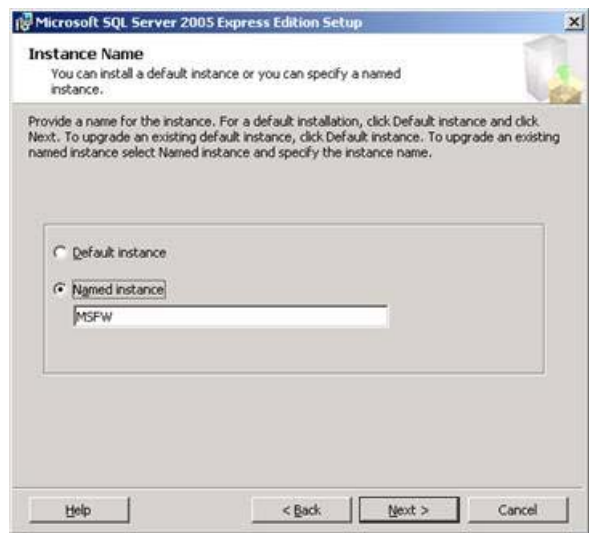 Microsoft SQL Server 2005 Express Edition Setup
Instance Name
You can install a default instance or you can specify a named
instance.
Provide a name for the instance. For a default installation, click Default instance and click
Next. To upgrade an existing default instance, click Default instance. To upgrade an existing
named instance select Named instance and specify the instance name.
Default instance
Named instance
MSFW
Help
< Back
Next >
Cancel